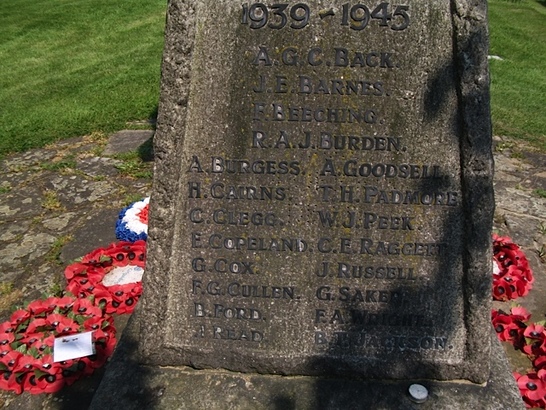 1939-1945
A.G.C. BACK.
J.E. BARNES.
F. BEECHING.
R.A.J. BURDEN.
A. BURGESS. A. GOODSELL.
H. CAIRNS. T.H. PADMORE
C. CLEGG. W.J. PEEK.
E. COPELAND. C.E. RAGGETT
G. COX. J. RUSSELL.
F.G. CULLEN. G. SAKER.
B. FORD. F.A.
READ.